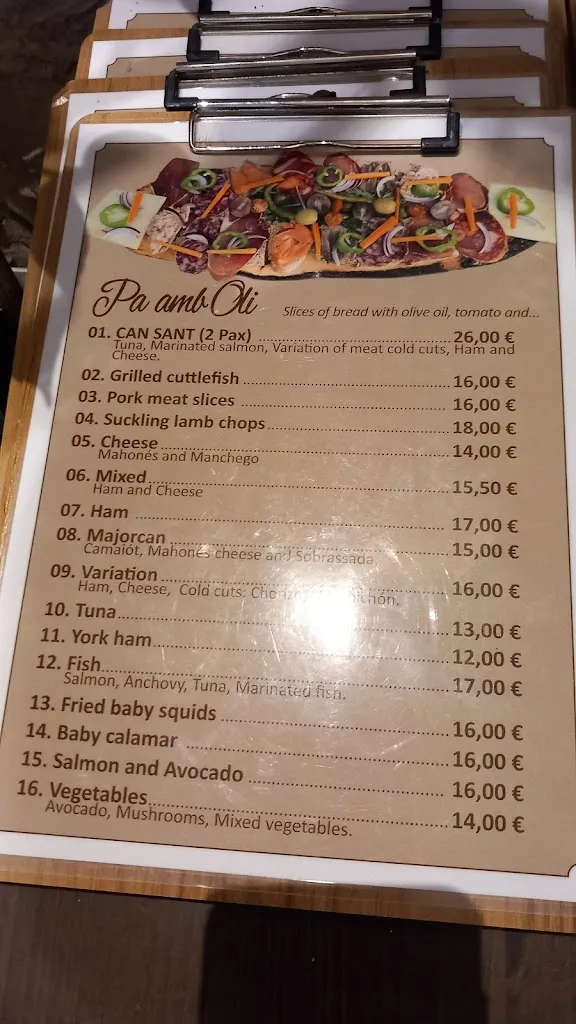 Pa amb Oli Slices of bread with olive oil, tomato and...
01. CAN SANT (2 Pax) 26,00 €
Tuna, Marinated salmon, Variation of meat cold cuts, Ham and
Cheese.
02. Grilled cuttlefish 16,00 €
03. Pork meat slices 16,00 €
04. Suckling lamb chops 18,00 €
05. Cheese 14,00 €
Mahonés and Manchego
06. Mixed 15,50 €
Ham and Cheese
07. Ham 17,00 €
08. Majorcan 15,00 €
Camaiot, Mahonés cheese and Sobrassada
09. Variation 16,00 €
Ham, Cheese, Cold cuts:
10. Tuna 13,00 €
11. York ham 12,00 €
12. Fish 17,00 €
Salmon, Anchovy, Tuna, Marinated fish.
13. Fried baby squids 16,00 €
14. Baby calamar 16,00 €
15. Salmon and Avocado 16,00 €
16. Vegetables 14,00 €
Avocado, Mushrooms, Mixed vegetables.